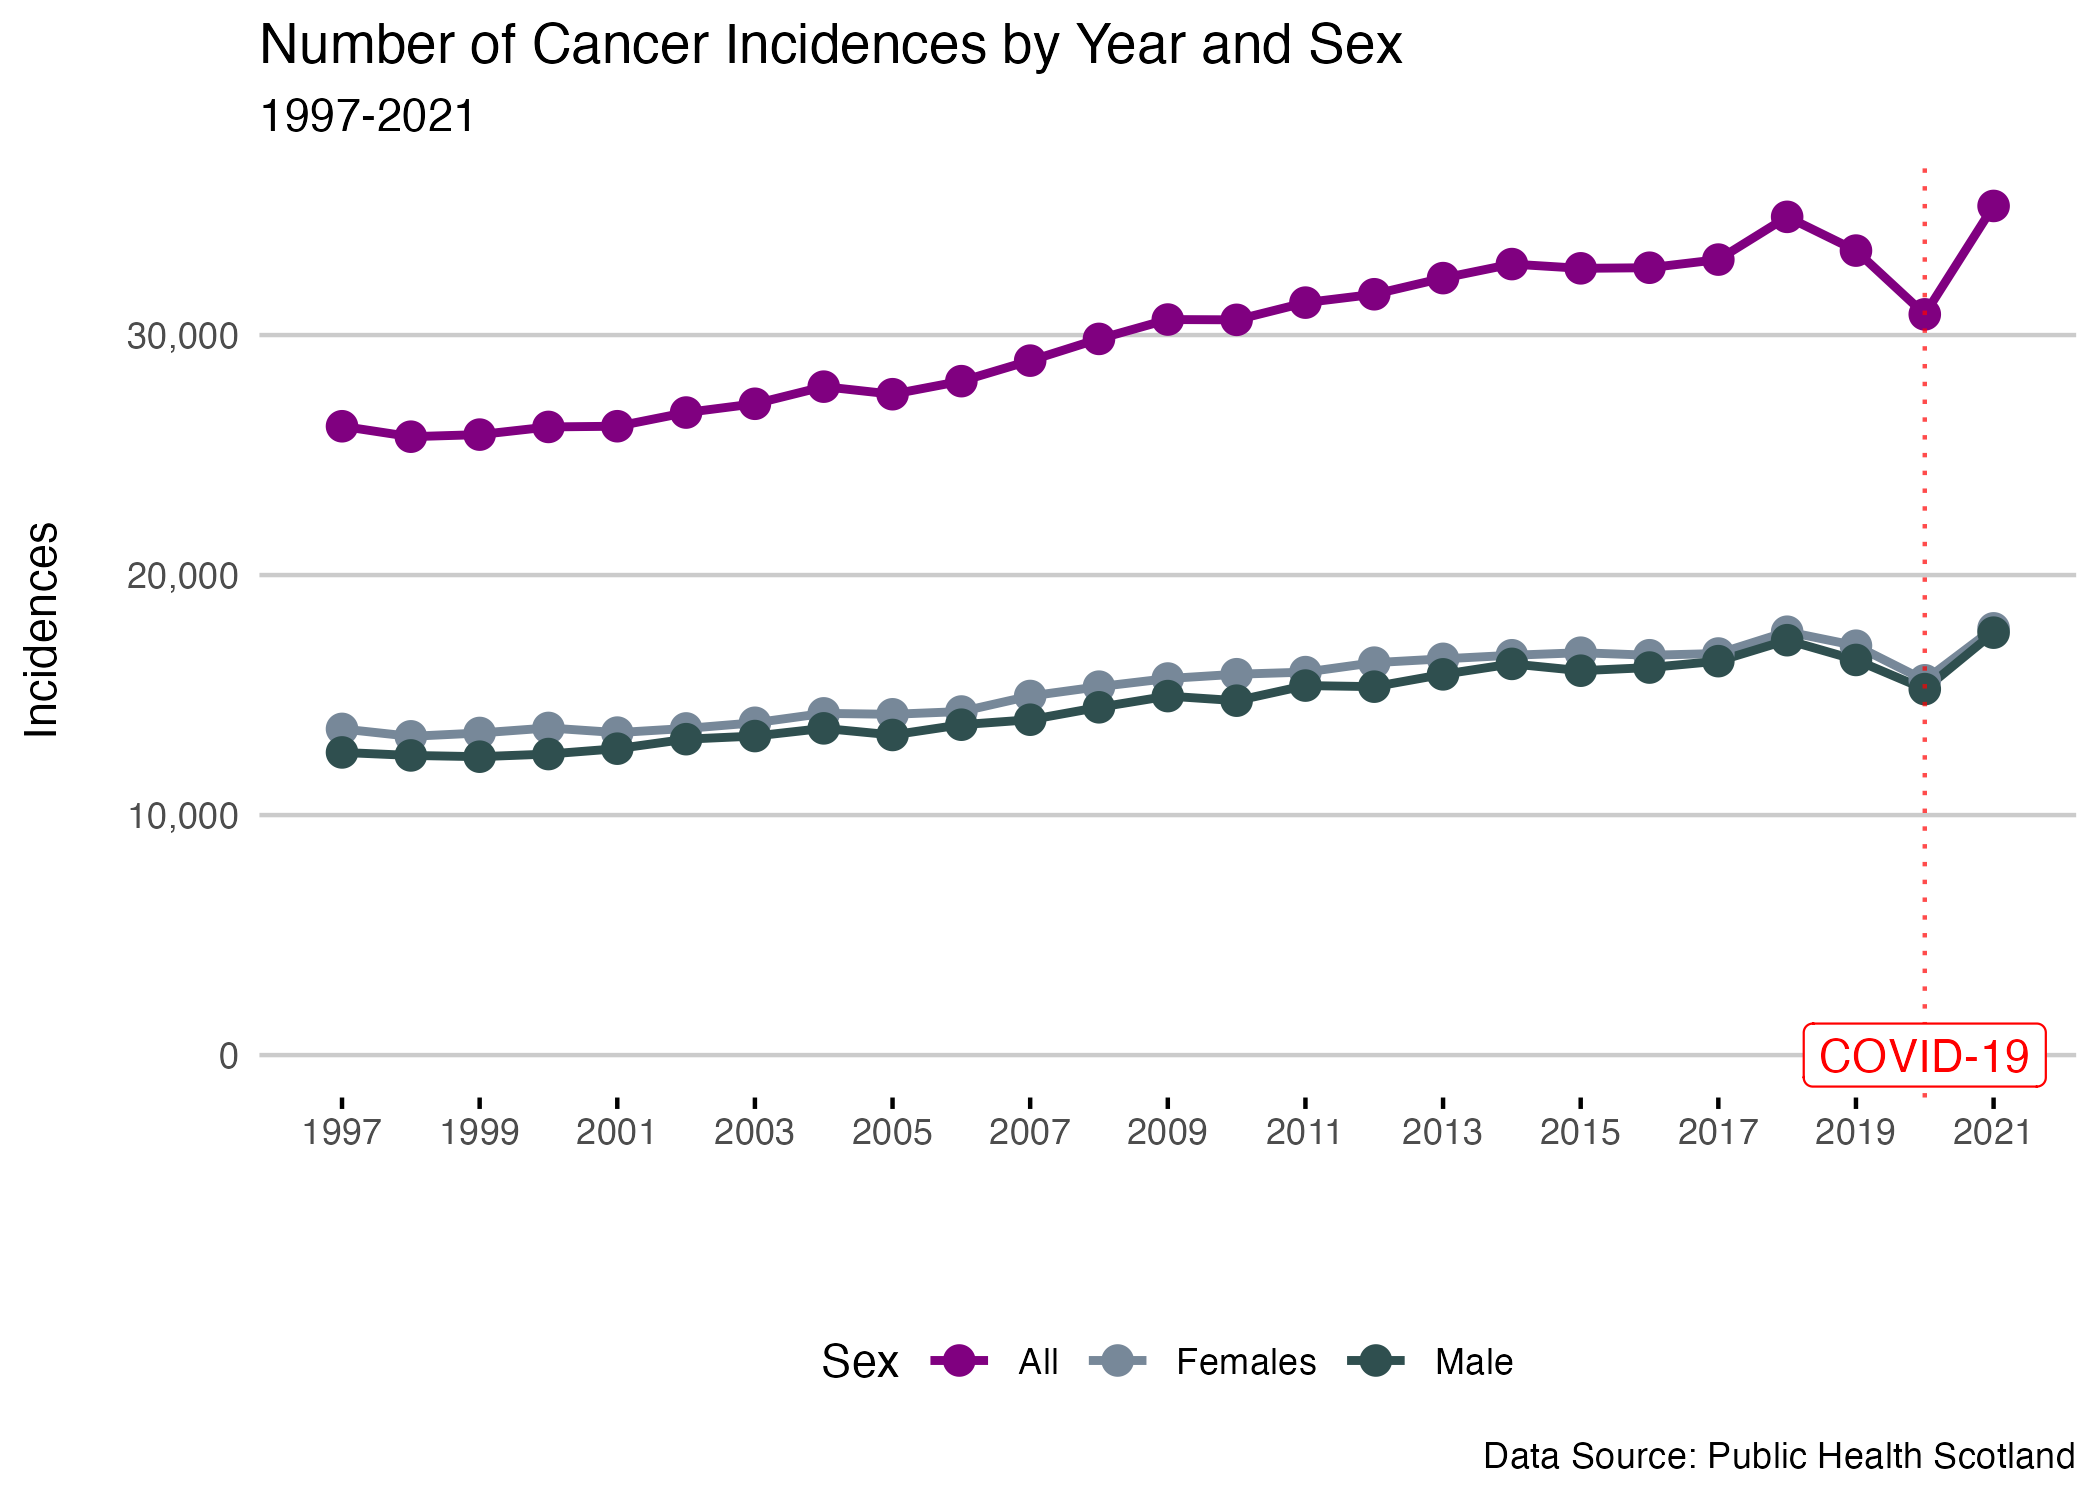 Number of Cancer Incidences by Year and Sex
1997-2021
Incidences
30,000
20,000
10,000
0
COVID-19
1997 1999 2001 2003 2005 2007 2009 2011 2013 2015 2017 2019 2021
Sex All Females Male
Data Source: Public Health Scotland